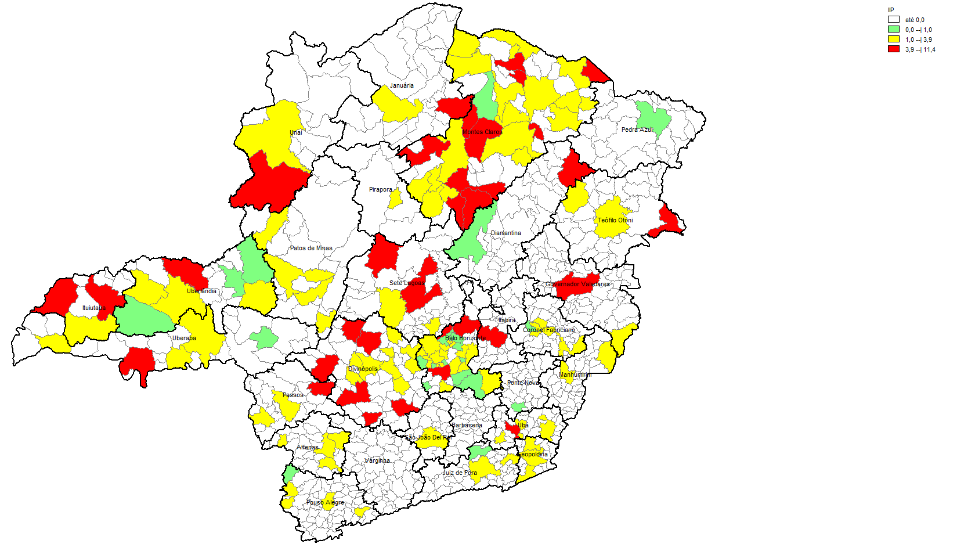 IP
até 0,0
0,0 --| 1,0
1,0 --| 3,9
3,9 --| 11,4
Januária
Montes Claros
Pedra Azul
Unaí
Pirapora
Teófilo Otoni
Diamantina
Patos de Minas
Sete Lagoas
Governador Valadares
Uberlândia
Ituiutaba
Itabira
Coronel Fabriciano
Uberaba
Belo Horizonte
Divinópolis
Manhumirim
Ponte Nova
Passos
Barbacena
Ubá
São João Del Rei
Alfenas
Leopoldina
Varginha
Juiz de Fora
Pouso Alegre